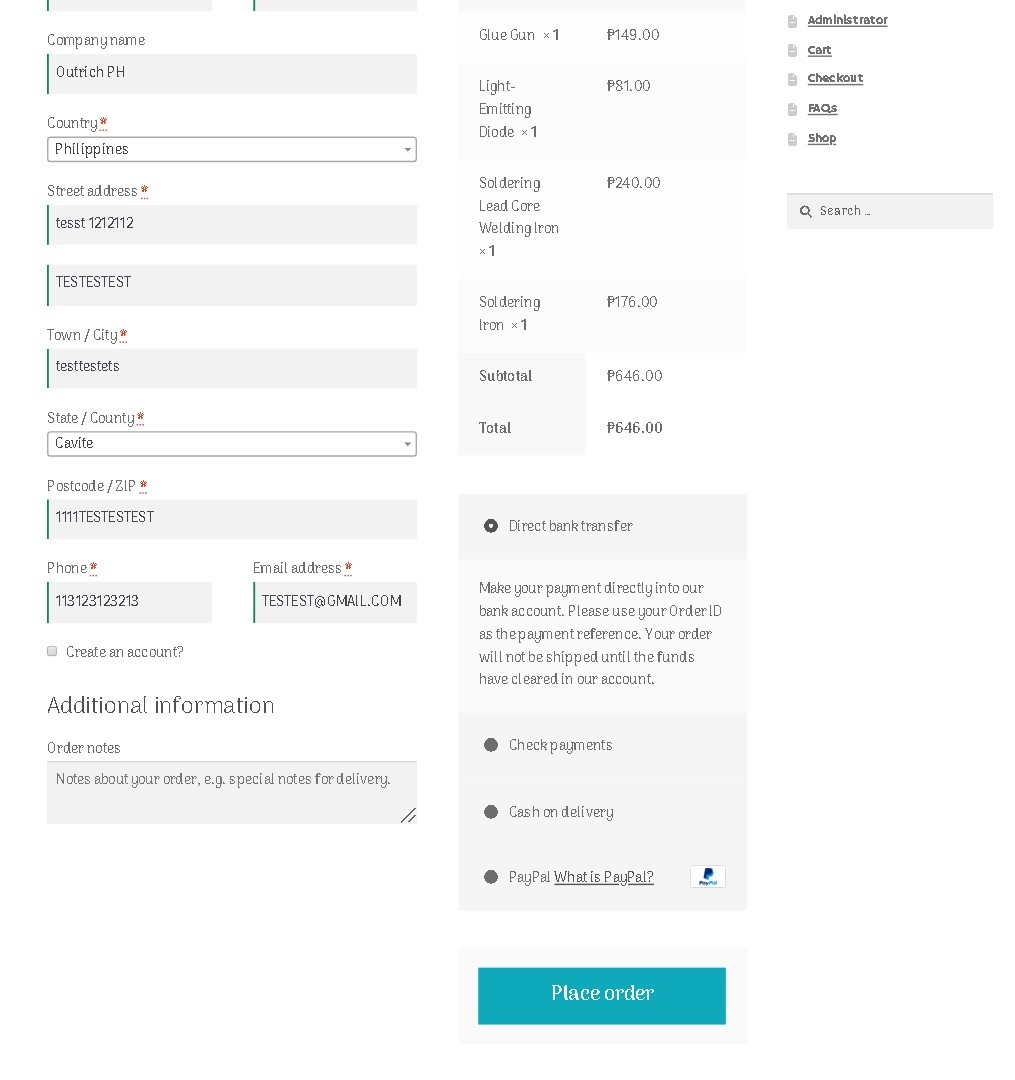 Company name
Outrich PH
Country *
Philippines
Street address *
tesst 1212112
TESTESTEST
Town / City *
testtestets
State / County *
Cavite
Postcode / ZIP *
1111TESTESTEST
Phone *
113123123213
Email address *
TESTEST@GMAIL.COM
Create an account?
Additional information
Order notes
Notes about your order, e.g. special notes for delivery.
Glue Gun × 1 ₱149.00
Light- ₱81.00
Emitting
Diode × 1
Soldering ₱240.00
Lead Core
Welding Iron
× 1
Soldering ₱176.00
Iron × 1
Subtotal ₱646.00
Total ₱646.00
Direct bank transfer
Make your payment directly into our
bank account. Please use your Order ID
as the payment reference. Your order
will not be shipped until the funds
have cleared in our account.
Check payments
Cash on delivery
PayPal What is PayPal? PayPal
Place order
Administrator
Cart
Checkout
FAQs
Shop
Search …